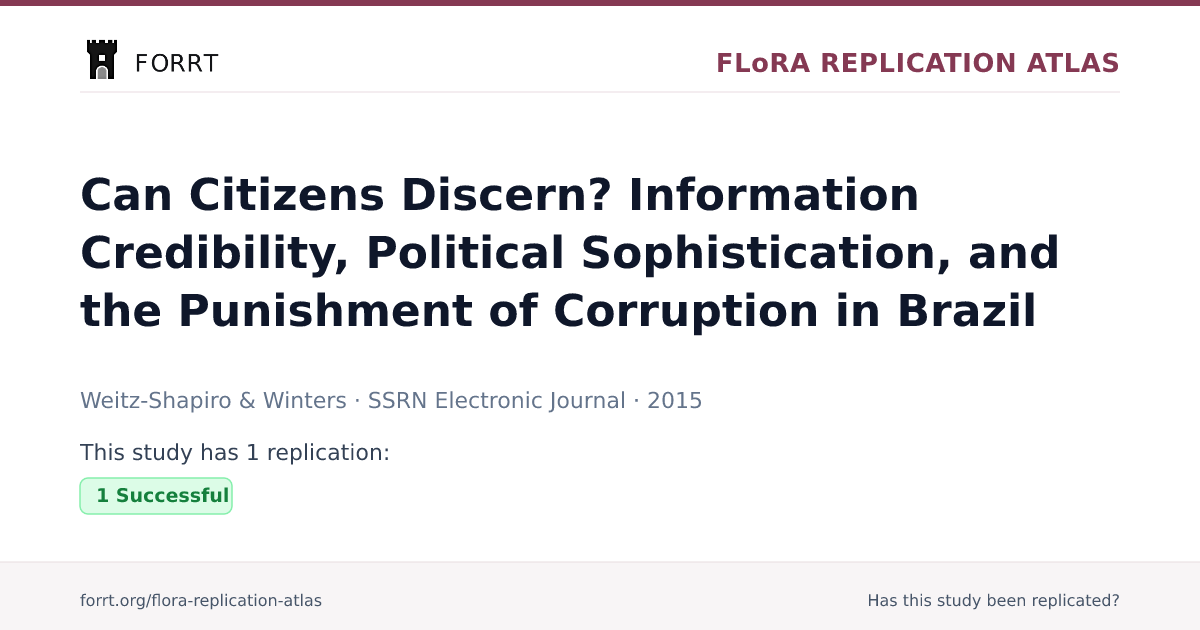 FORRT
FLoRA REPLICATION ATLAS
Can Citizens Discern? Information
Credibility, Political Sophistication, and
the Punishment of Corruption in Brazil
Weitz-Shapiro & Winters · SSRN Electronic Journal · 2015
This study has 1 replication:
1 Successful
forrt.org/flora-replication-atlas
Has this study been replicated?